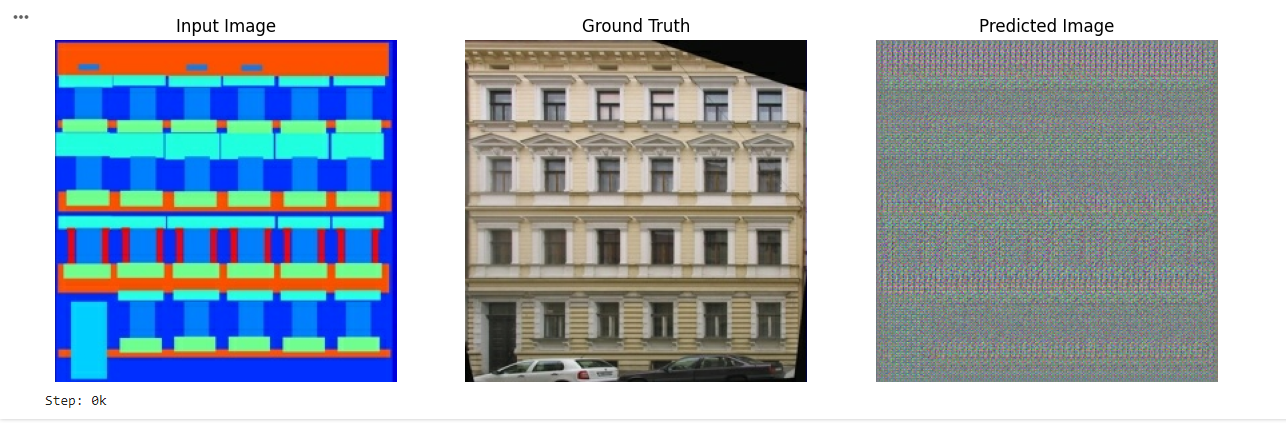 Input Image
Ground Truth
Predicted Image
Step: 0k